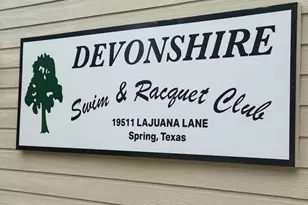 DEVONSHIRE
Swim & Racquet Club
19511 LAJUANA LANE
Spring, Texas